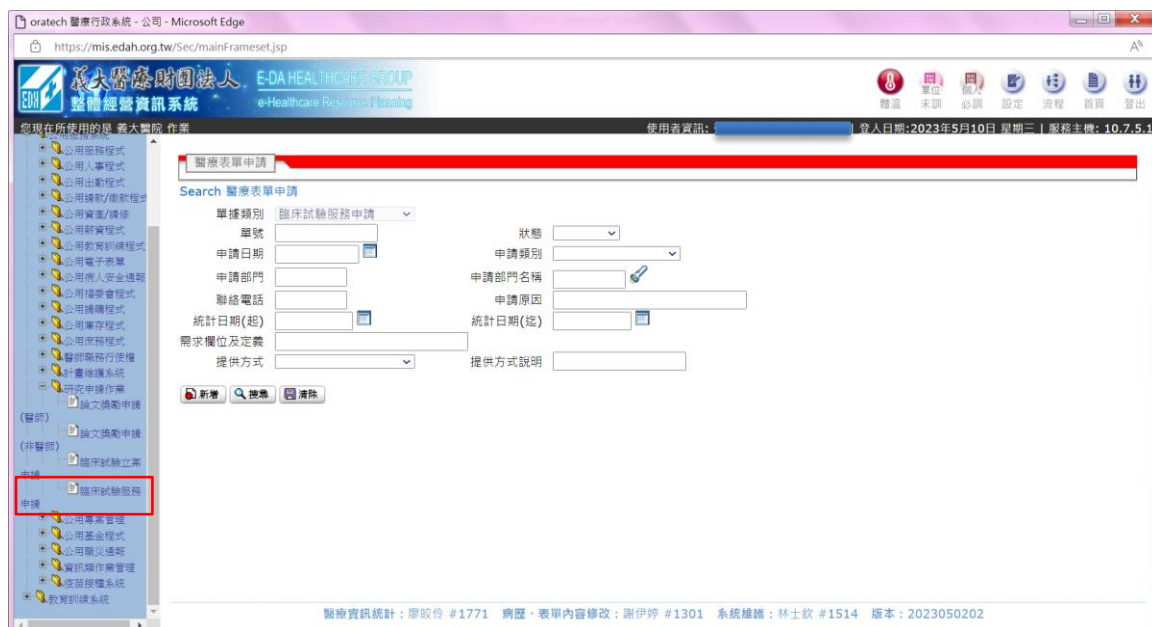 oratech 醫療行政系統 - 公司 - Microsoft Edge
https://mis.edah.org.tw/Sec/mainFrameset.jsp
義大醫療財團法人 E-DA HEALTHCARE GROUP
EDH 整體經營資訊系統 e-Healthcare Resource Planning
體溫 單位未訓 個人必訓 設定 流程 首頁 登出
您現在所使用的是 義大醫院 作業 使用者資訊: 登入日期:2023年5月10日 星期三 | 服務主機: 10.7.5.1
公用服務程式
公用人事程式
公用出勤程式
公用請款/繳款程式
公用資產/請修
公用薪資程式
公用教育訓練程式
公用電子表單
公用病人安全通報
公用福委會程式
公用請購程式
公用庫存程式
公用庶務程式
醫師職務行使權
計畫維護系統
研究申請作業
論文獎勵申請
(醫師)
論文獎勵申請
(非醫師)
臨床試驗立案
申請
臨床試驗服務
申請
公用專案管理
公用基金程式
公用職災通報
資訊類作業管理
疫苗接種系統
教育訓練系統
醫療表單申請
Search 醫療表單申請
單據類別 臨床試驗服務申請
單號 狀態
申請日期 申請類別
申請部門 申請部門名稱
聯絡電話 申請原因
統計日期(起) 統計日期(迄)
需求欄位及定義
提供方式 提供方式說明
新增 搜尋 清除
醫療資訊統計：廖皎伶 #1771 病歷、表單內容修改：謝伊婷 #1301 系統維護：林士欽 #1514 版本：2023050202